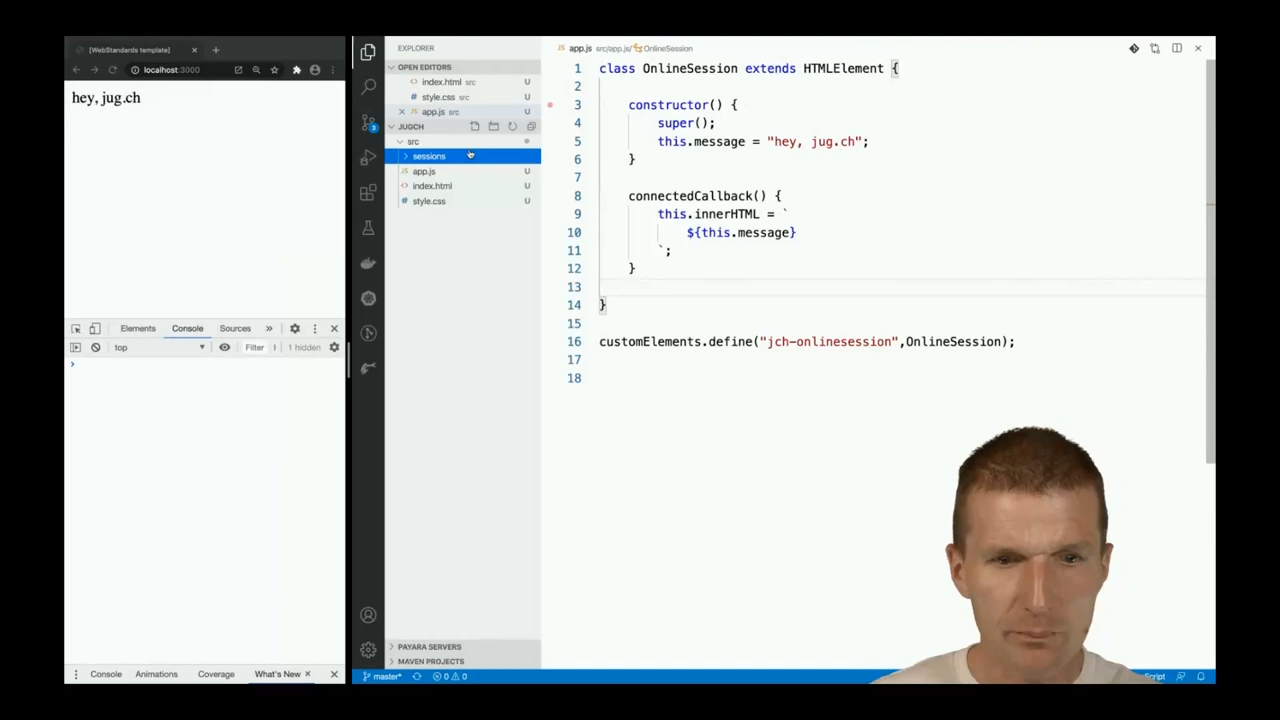 [WebStandards template]
localhost:3000
hey, jug.ch
Elements Console Sources
top
Filter
1 hidden
Console Animations Coverage What's New
EXPLORER
OPEN EDITORS
index.html src U
style.css src U
app.js src U
JUGCH
src
sessions
app.js U
index.html U
style.css U
PAYARA SERVERS
MAVEN PROJECTS
3
master*
0 0
app.js src/app.js/ OnlineSession
1 class OnlineSession extends HTMLElement {
2
3 constructor() {
4 super();
5 this.message = "hey, jug.ch";
6 }
7
8 connectedCallback() {
9 this.innerHTML = `
10 ${this.message}
11 `;
12 }
13
14 }
15
16 customElements.define("jch-onlinesession",OnlineSession);
17
18